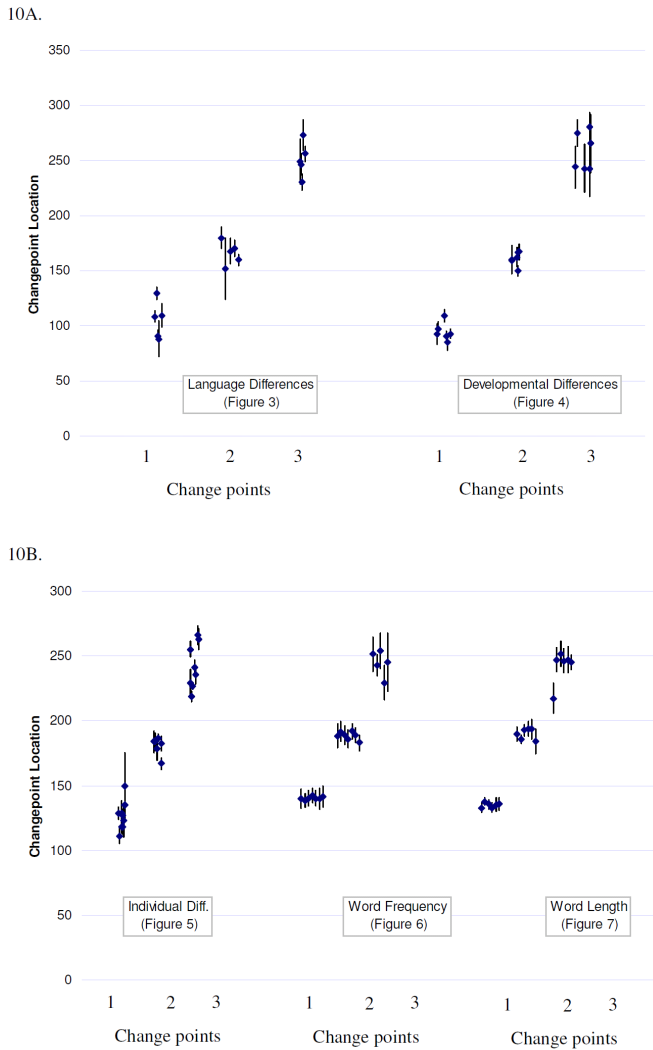 10A.
350
300
250
200
150
100
50
0
Changepoint Location
Language Differences
(Figure 3)
Developmental Differences
(Figure 4)
1 2 3 1 2 3
Change points Change points
10B.
300
250
200
150
100
50
0
Changepoint Location
Individual Diff.
(Figure 5)
Word Frequency
(Figure 6)
Word Length
(Figure 7)
1 2 3 1 2 3 1 2 3
Change points Change points Change points